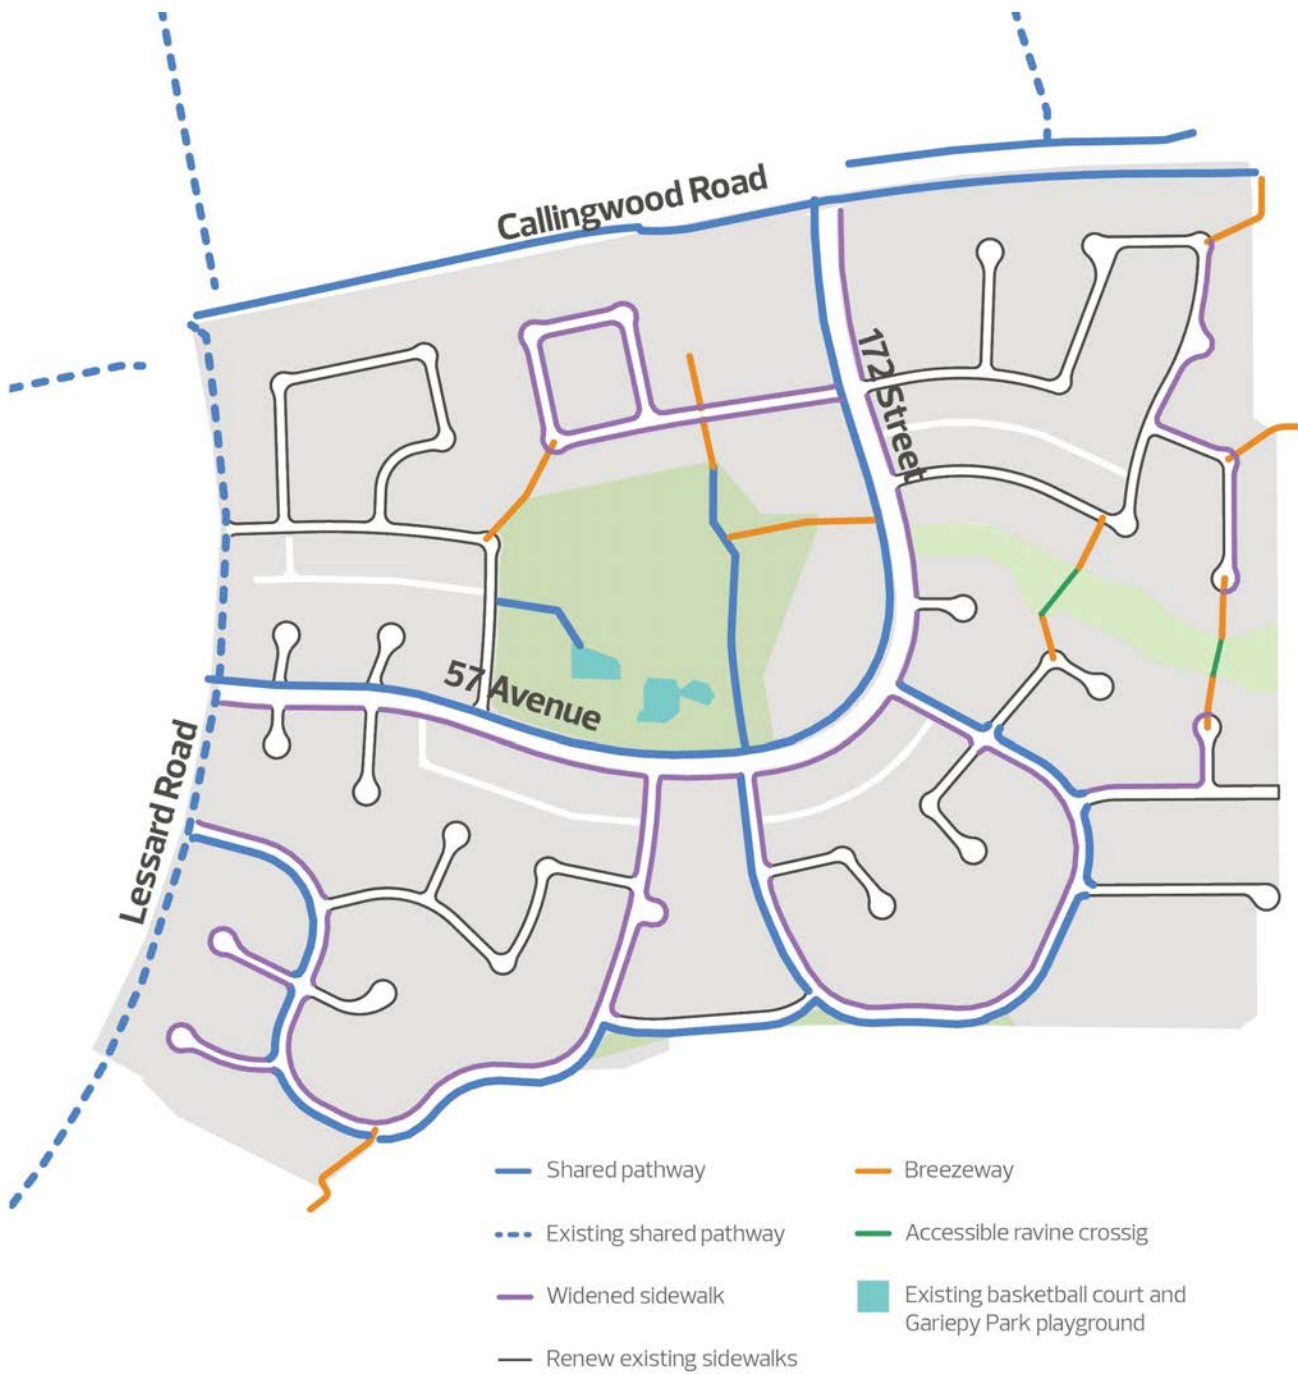 Callingwood Road
172 Street
57 Avenue
Lessard Road
Shared pathway
Existing shared pathway
Widened sidewalk
Renew existing sidewalks
Breezeway
Accessible ravine crossig
Existing basketball court and
Gariepy Park playground